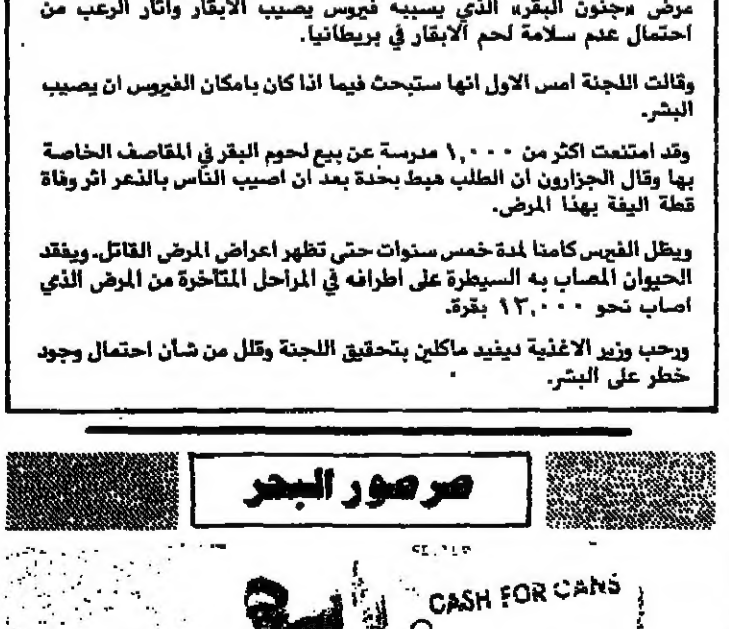 مرض «جنون البقر» الذي يسببه فيروس يصيب الابقار واثار الرعب من
احتمال عدم سلامة لحم الابقار في بريطانيا.
وقالت اللجنة امس الاول انها ستبحث فيما اذا كان بامكان الفيروس ان يصيب
البشر.
وقد امتنعت اكثر من ١,٠٠٠ مدرسة عن بيع لحوم البقر في المقاصف الخاصة
بها وقال الجزارون ان الطلب هبط بحدة بعد ان اصيب الناس بالذعر اثر وفاة
قطة اليفة بهذا المرض.
ويظل الفيرس كامنا لمدة خمس سنوات حتى تظهر اعراض المرض القاتل. ويفقد
الحيوان المصاب به السيطرة على اطرافه في المراحل المتأخرة من المرض الذي
اصاب نحو ١٣,٠٠٠ بقرة.
ورحب وزير الاغذية ديفيد ماكلين بتحقيق اللجنة وقلل من شأن احتمال وجود
خطر على البشر.
صرصور البحر
CASH FOR CANS